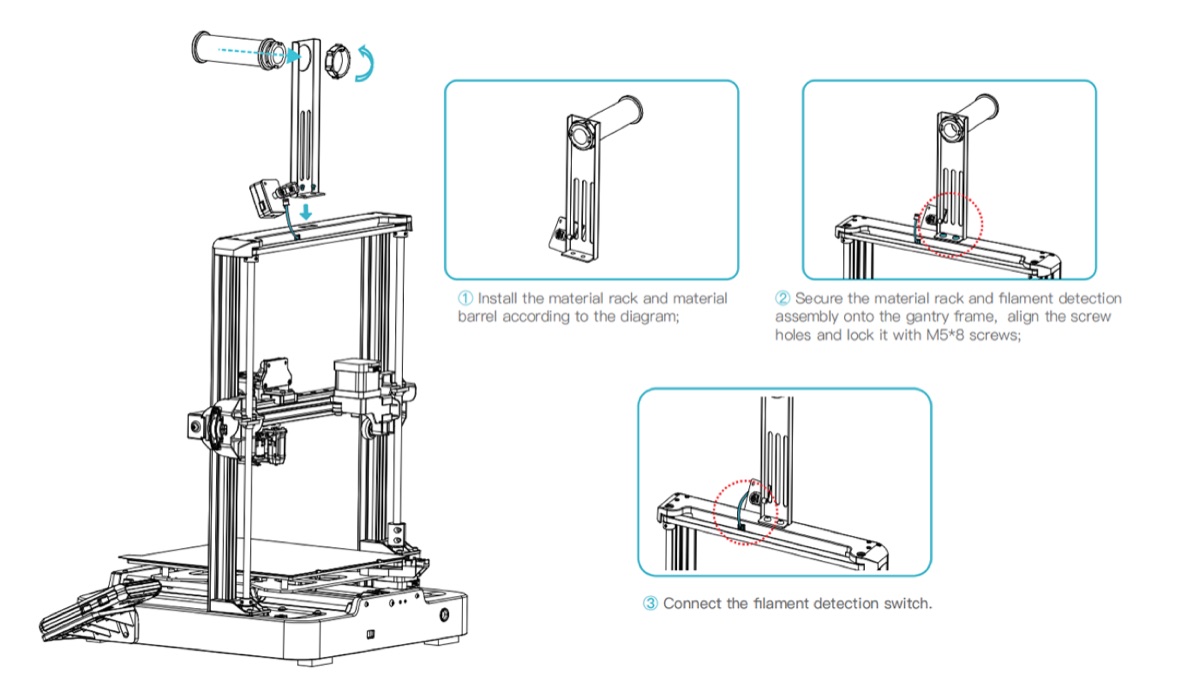 ① Install the material rack and material
barrel according to the diagram;
② Secure the material rack and filament detection
assembly onto the gantry frame, align the screw
holes and lock it with M5*8 screws;
③ Connect the filament detection switch.